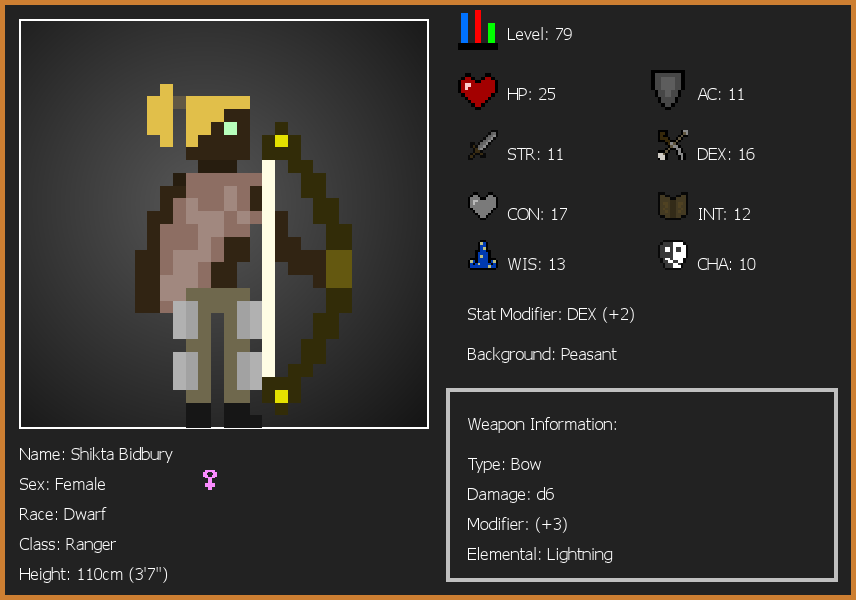 Level: 79
HP: 25
AC: 11
STR: 11
DEX: 16
CON: 17
INT: 12
WIS: 13
CHA: 10
Stat Modifier: DEX (+2)
Background: Peasant
Weapon Information:
Type: Bow
Damage: d6
Modifier: (+3)
Elemental: Lightning
Name: Shikta Bidbury
Sex: Female
Race: Dwarf
Class: Ranger
Height: 110cm (3'7")